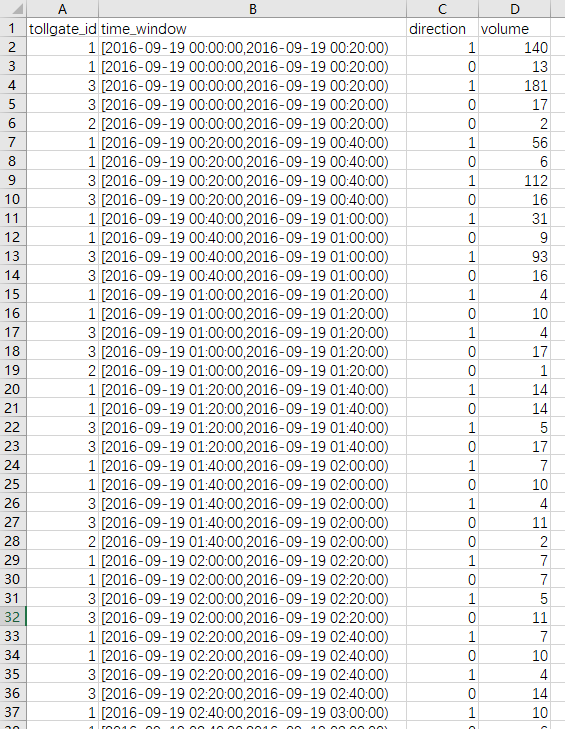 A B C D
1 tollgate_id time_window direction volume
2 1 [2016-09-19 00:00:00,2016-09-19 00:20:00) 1 140
3 1 [2016-09-19 00:00:00,2016-09-19 00:20:00) 0 13
4 3 [2016-09-19 00:00:00,2016-09-19 00:20:00) 1 181
5 3 [2016-09-19 00:00:00,2016-09-19 00:20:00) 0 17
6 2 [2016-09-19 00:00:00,2016-09-19 00:20:00) 0 2
7 1 [2016-09-19 00:20:00,2016-09-19 00:40:00) 1 56
8 1 [2016-09-19 00:20:00,2016-09-19 00:40:00) 0 6
9 3 [2016-09-19 00:20:00,2016-09-19 00:40:00) 1 112
10 3 [2016-09-19 00:20:00,2016-09-19 00:40:00) 0 16
11 1 [2016-09-19 00:40:00,2016-09-19 01:00:00) 1 31
12 1 [2016-09-19 00:40:00,2016-09-19 01:00:00) 0 9
13 3 [2016-09-19 00:40:00,2016-09-19 01:00:00) 1 93
14 3 [2016-09-19 00:40:00,2016-09-19 01:00:00) 0 16
15 1 [2016-09-19 01:00:00,2016-09-19 01:20:00) 1 4
16 1 [2016-09-19 01:00:00,2016-09-19 01:20:00) 0 10
17 3 [2016-09-19 01:00:00,2016-09-19 01:20:00) 1 4
18 3 [2016-09-19 01:00:00,2016-09-19 01:20:00) 0 17
19 2 [2016-09-19 01:00:00,2016-09-19 01:20:00) 0 1
20 1 [2016-09-19 01:20:00,2016-09-19 01:40:00) 1 14
21 1 [2016-09-19 01:20:00,2016-09-19 01:40:00) 0 14
22 3 [2016-09-19 01:20:00,2016-09-19 01:40:00) 1 5
23 3 [2016-09-19 01:20:00,2016-09-19 01:40:00) 0 17
24 1 [2016-09-19 01:40:00,2016-09-19 02:00:00) 1 7
25 1 [2016-09-19 01:40:00,2016-09-19 02:00:00) 0 10
26 3 [2016-09-19 01:40:00,2016-09-19 02:00:00) 1 4
27 3 [2016-09-19 01:40:00,2016-09-19 02:00:00) 0 11
28 2 [2016-09-19 01:40:00,2016-09-19 02:00:00) 0 2
29 1 [2016-09-19 02:00:00,2016-09-19 02:20:00) 1 7
30 1 [2016-09-19 02:00:00,2016-09-19 02:20:00) 0 7
31 3 [2016-09-19 02:00:00,2016-09-19 02:20:00) 1 5
32 3 [2016-09-19 02:00:00,2016-09-19 02:20:00) 0 11
33 1 [2016-09-19 02:20:00,2016-09-19 02:40:00) 1 7
34 1 [2016-09-19 02:20:00,2016-09-19 02:40:00) 0 10
35 3 [2016-09-19 02:20:00,2016-09-19 02:40:00) 1 4
36 3 [2016-09-19 02:20:00,2016-09-19 02:40:00) 0 14
37 1 [2016-09-19 02:40:00,2016-09-19 03:00:00) 1 10